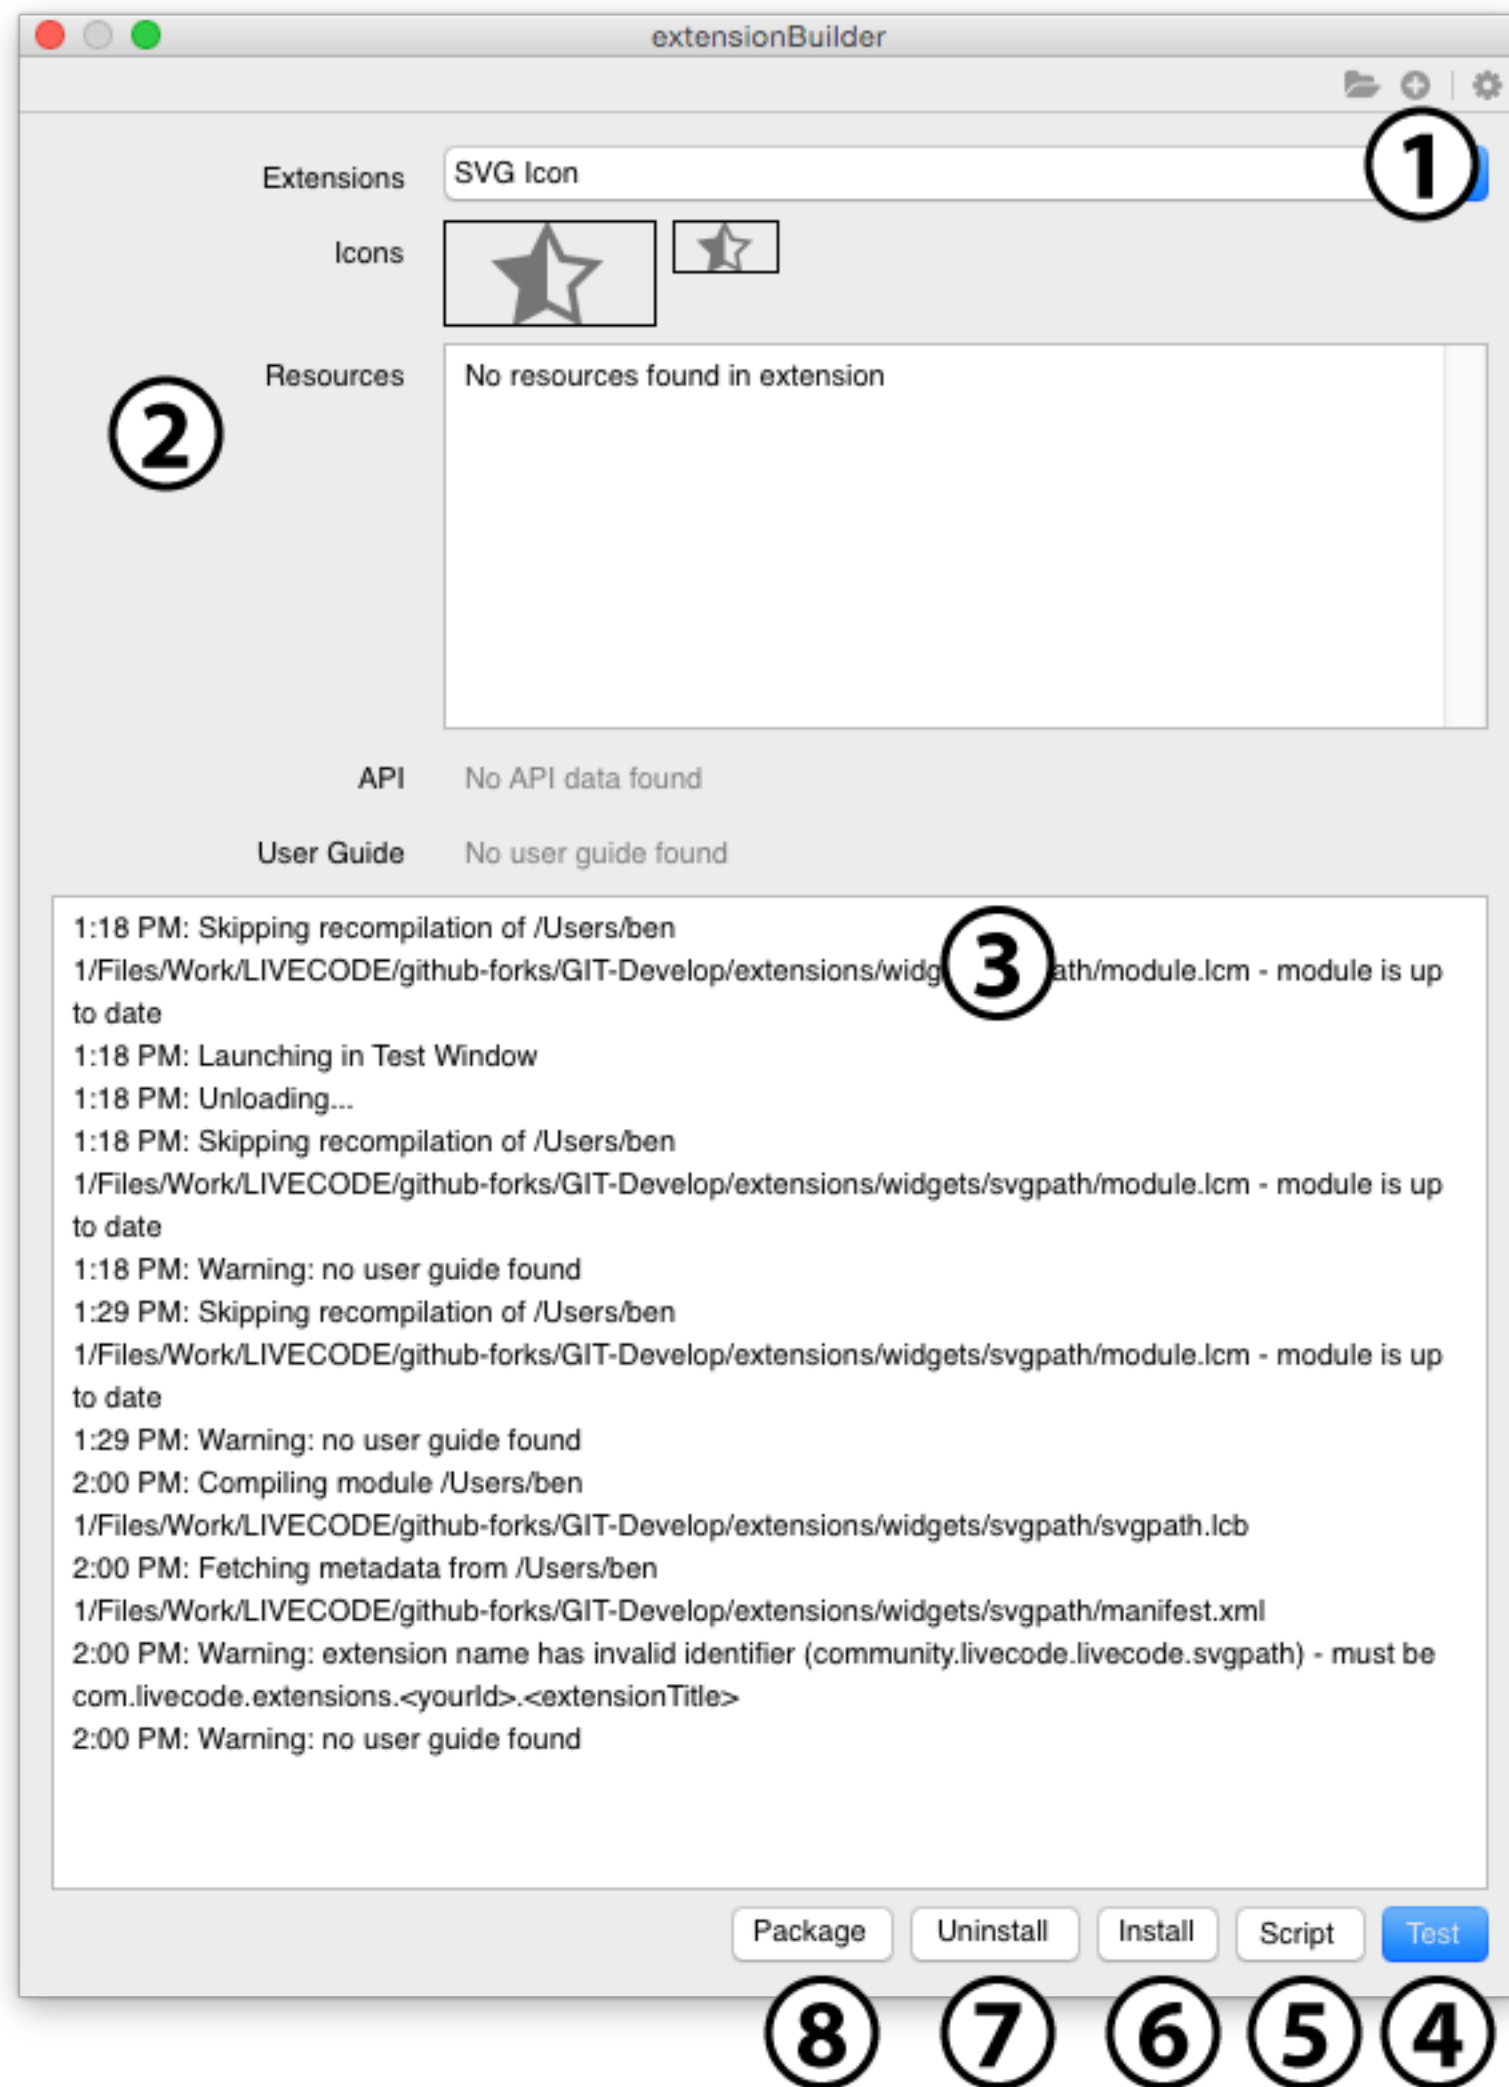 extensionBuilder
1
Extensions
SVG Icon
Icons
2
Resources
No resources found in extension
API
No API data found
User Guide
No user guide found
3
1:18 PM: Skipping recompilation of /Users/ben
1/Files/Work/LIVECODE/github-forks/GIT-Develop/extensions/widg ath/module.lcm - module is up
to date
1:18 PM: Launching in Test Window
1:18 PM: Unloading...
1:18 PM: Skipping recompilation of /Users/ben
1/Files/Work/LIVECODE/github-forks/GIT-Develop/extensions/widgets/svgpath/module.lcm - module is up
to date
1:18 PM: Warning: no user guide found
1:29 PM: Skipping recompilation of /Users/ben
1/Files/Work/LIVECODE/github-forks/GIT-Develop/extensions/widgets/svgpath/module.lcm - module is up
to date
1:29 PM: Warning: no user guide found
2:00 PM: Compiling module /Users/ben
1/Files/Work/LIVECODE/github-forks/GIT-Develop/extensions/widgets/svgpath/svgpath.lcb
2:00 PM: Fetching metadata from /Users/ben
1/Files/Work/LIVECODE/github-forks/GIT-Develop/extensions/widgets/svgpath/manifest.xml
2:00 PM: Warning: extension name has invalid identifier (community.livecode.livecode.svgpath) - must be
com.livecode.extensions.<yourId>.<extensionTitle>
2:00 PM: Warning: no user guide found
Package Uninstall Install Script Test
8 7 6 5 4